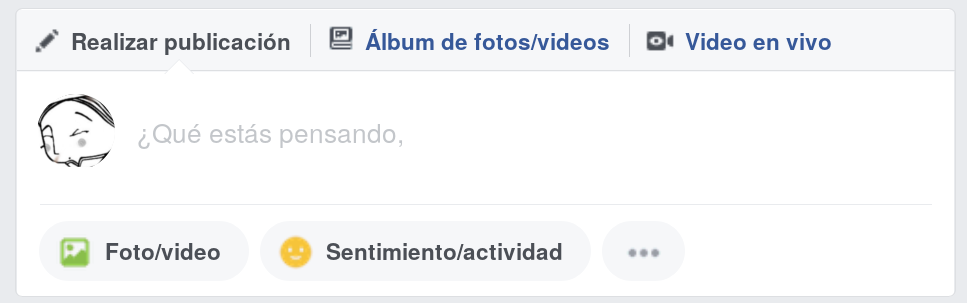 Realizar publicación
Álbum de fotos/videos
Video en vivo
¿Qué estás pensando,
Foto/video
Sentimiento/actividad